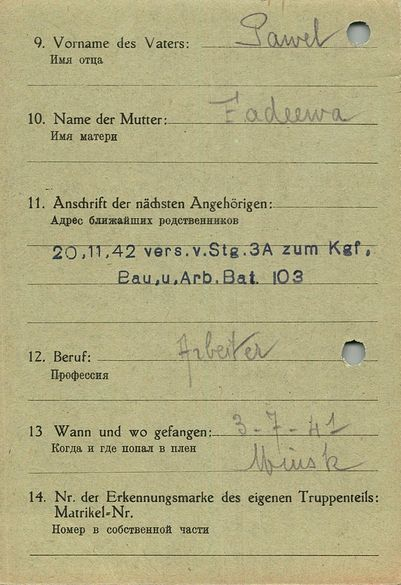 9. Vorname des Vaters: Pawel
Имя отца
10. Name der Mutter: Fadeewa
Имя матери
11. Anschrift der nächsten Angehörigen:
Адрес ближайших родственников
20,11,42 vers.v.Stg.3A zum Kgf,
Bau,u,Arb.Bat. 103
12. Beruf: Arbeiter
Профессия
13 Wann und wo gefangen: 3-7-41
Когда и где попал в плен Minsk
14. Nr. der Erkennungsmarke des eigenen Truppenteils:
Matrikel-Nr.
Номер в собственной части